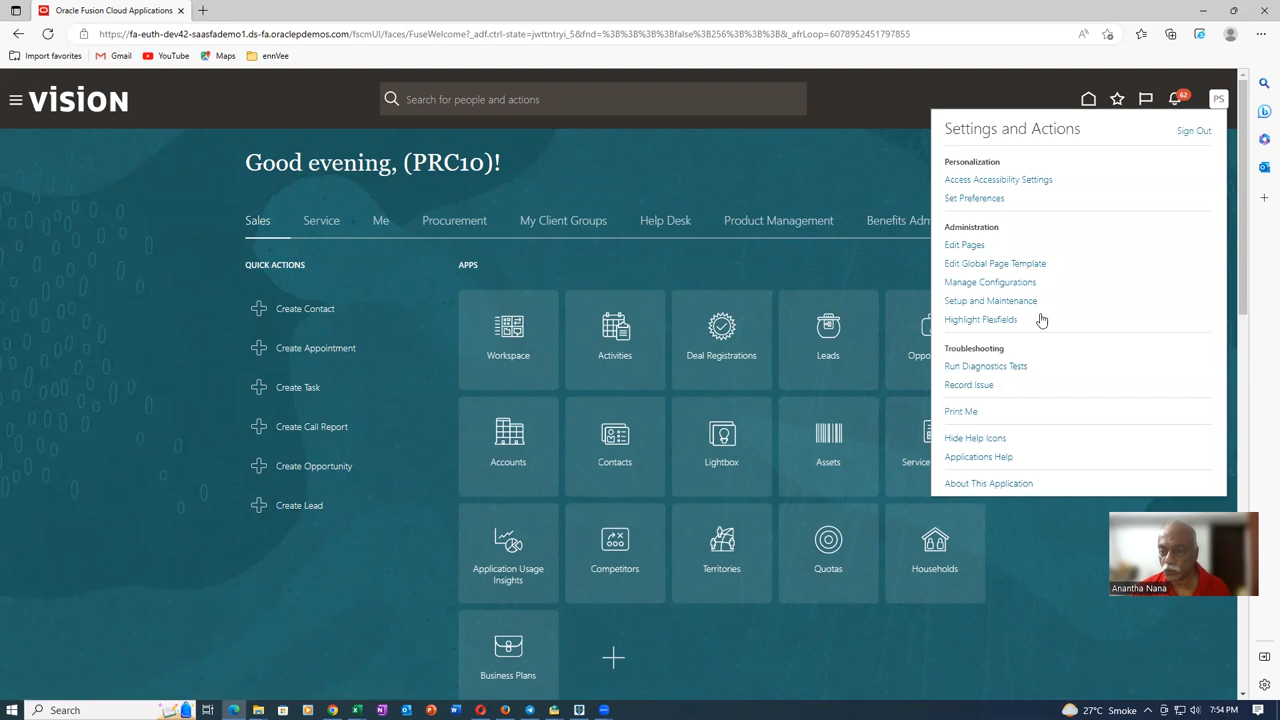 Oracle Fusion Cloud Applications
https://fa-euth-dev42-saasfademo1.ds-fa.oraclepdemos.com/fscmUI/faces/FuseWelcome?_adf.ctrl-state=jwttntryi_5&fnd=%3B%3B%3B%3Bfalse%3B256%3B%3B%3B&_afrLoop=6078952451797855
Import favorites Gmail YouTube Maps ennVee
VISION
Search for people and actions
62
PS
Settings and Actions
Sign Out
Good evening, (PRC10)!
Personalization
Access Accessibility Settings
Set Preferences
Sales Service Me Procurement My Client Groups Help Desk Product Management Benefits Adm
Administration
Edit Pages
Edit Global Page Template
Manage Configurations
Setup and Maintenance
Highlight Flexfields
Troubleshooting
Run Diagnostics Tests
Record Issue
Print Me
Hide Help Icons
Applications Help
About This Application
QUICK ACTIONS
Create Contact
Create Appointment
Create Task
Create Call Report
Create Opportunity
Create Lead
APPS
Workspace Activities Deal Registrations Leads Oppo
Accounts Contacts Lightbox Assets Service
Application Usage
Insights
Competitors Territories Quotas Households
Business Plans
Anantha Nana
Search
27°C Smoke
7:54 PM